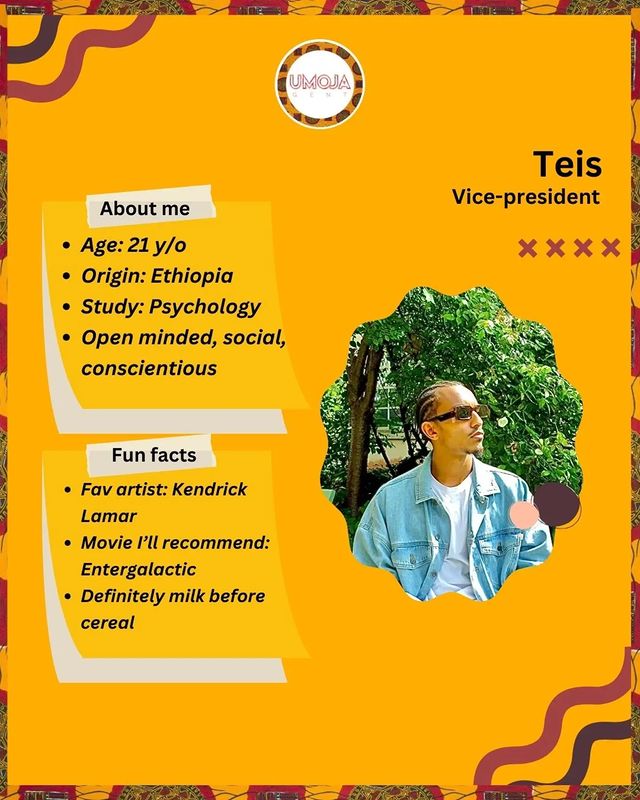 UMOJA
GENT
Teis
Vice-president
About me
• Age: 21 y/o
• Origin: Ethiopia
• Study: Psychology
• Open minded, social,
conscientious
Fun facts
• Fav artist: Kendrick
Lamar
• Movie I’ll recommend:
Entergalactic
• Definitely milk before
cereal